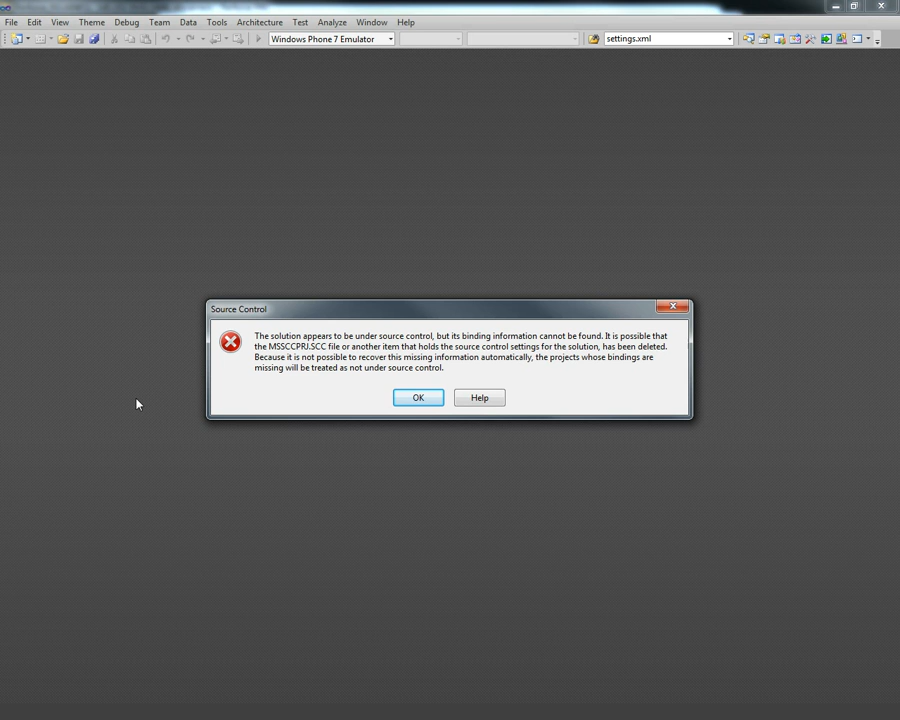 File Edit View Theme Debug Team Data Tools Architecture Test Analyze Window Help
Windows Phone 7 Emulator settings.xml
Source Control
The solution appears to be under source control, but its binding information cannot be found. It is possible that
the MSSCCPRJ.SCC file or another item that holds the source control settings for the solution, has been deleted.
Because it is not possible to recover this missing information automatically, the projects whose bindings are
missing will be treated as not under source control.
OK Help